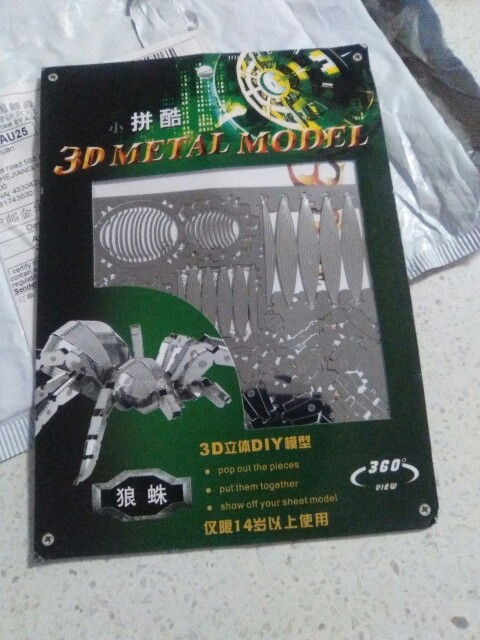 小拼酷
3D METAL MODEL
3D立体DIY模型
pop out the pieces
put them together
show off your sheet model
仅限14岁以上使用
狼蛛
360°
VIEW
AU25